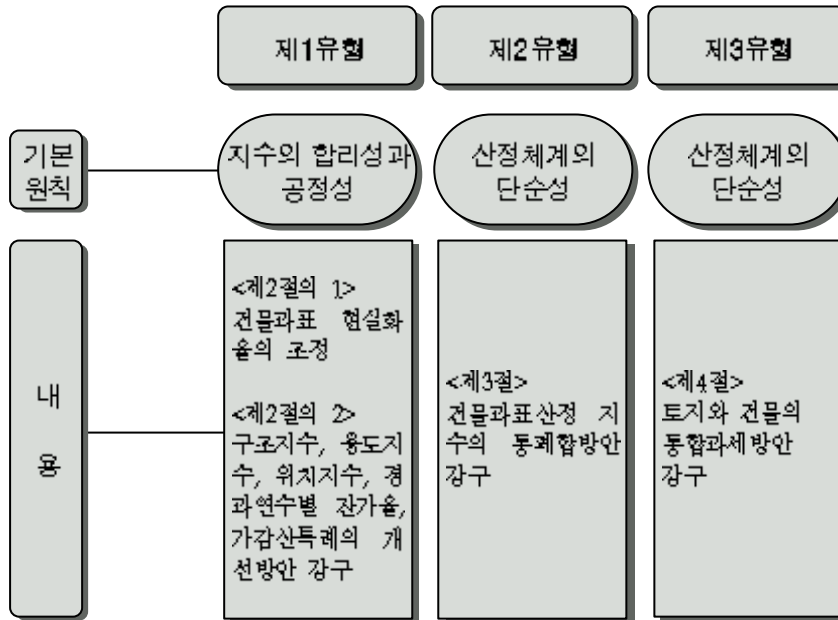 제1유형
제2유형
제3유형
기본
원칙
지수의 합리성과
공정성
산정체계의
단순성
산정체계의
단순성
내
용
<제2절의 1>
건물과표 현실화
율의 조정
<제2절의 2>
구조지수, 용도지
수, 위치지수, 경
과연수별 잔가율,
가감산특례의 개
선방안 강구
<제3절>
건물과표산정 지
수의 통폐합방안
강구
<제4절>
토지와 건물의
통합과세방안
강구